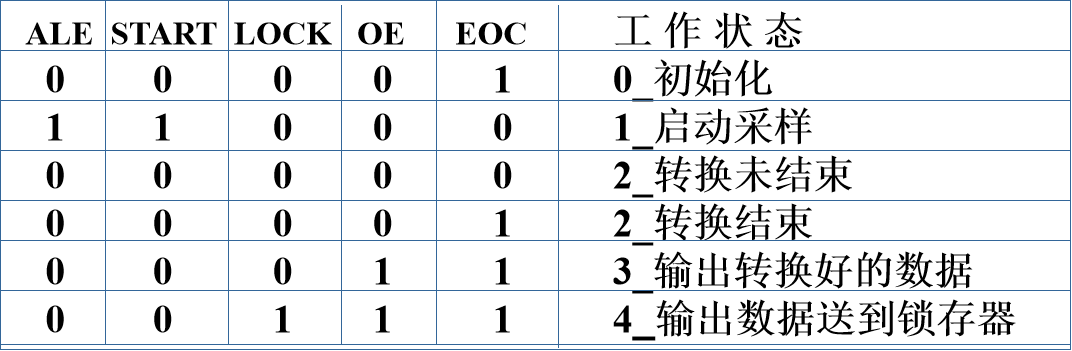 ALE START LOCK OE EOC 工作状态
0 0 0 0 1 0_初始化
1 1 0 0 0 1_启动采样
0 0 0 0 0 2_转换未结束
0 0 0 0 1 2_转换结束
0 0 0 1 1 3_输出转换好的数据
0 0 1 1 1 4_输出数据送到锁存器